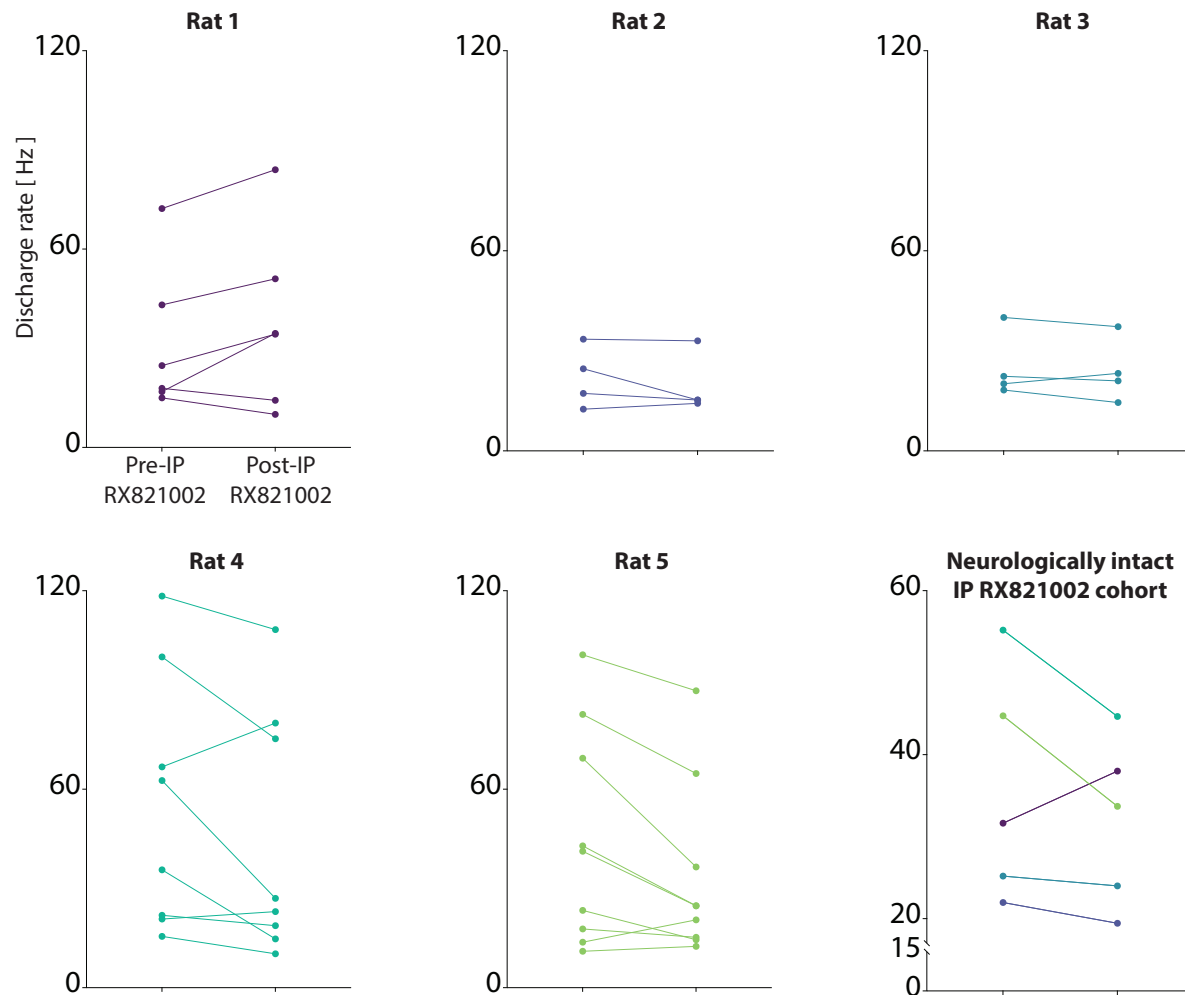 Rat 1
Rat 2
Rat 3
120
120
120
Discharge rate [ Hz ]
60
60
60
0
0
0
Pre-IP
RX821002
Post-IP
RX821002
Rat 4
Rat 5
Neurologically intact
IP RX821002 cohort
120
120
60
60
60
40
20
15
0
0
0